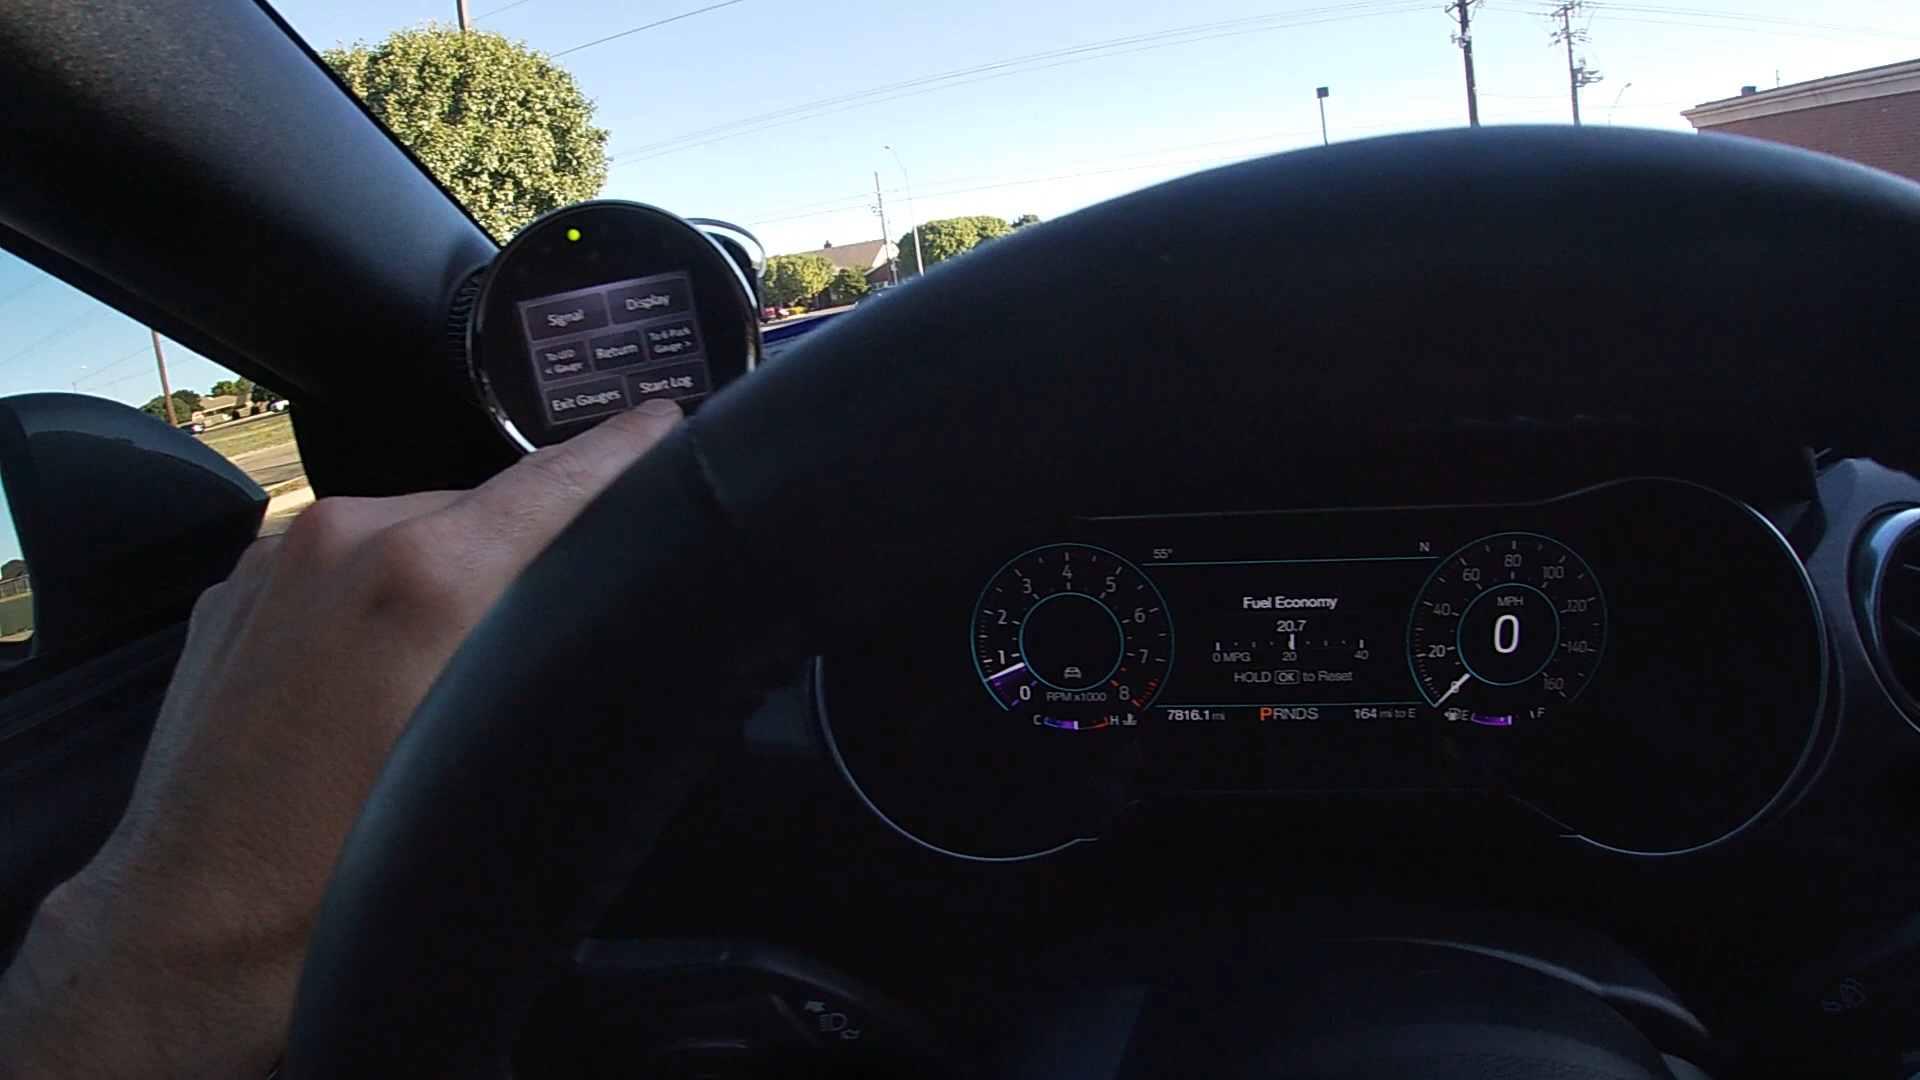 Signal Display
To LED < Gauge Return To 6-Pack Gauge >
Exit Gauges Start Log
55° N
0 1 2 3 4 5 6 7 8
RPM x1000
C H
Fuel Economy
20.7
0 MPG 20 40
HOLD OK to Reset
7816.1 mi PRNDS 164 mi to E
0 20 40 60 80 100 120 140 160
MPH
0
E F